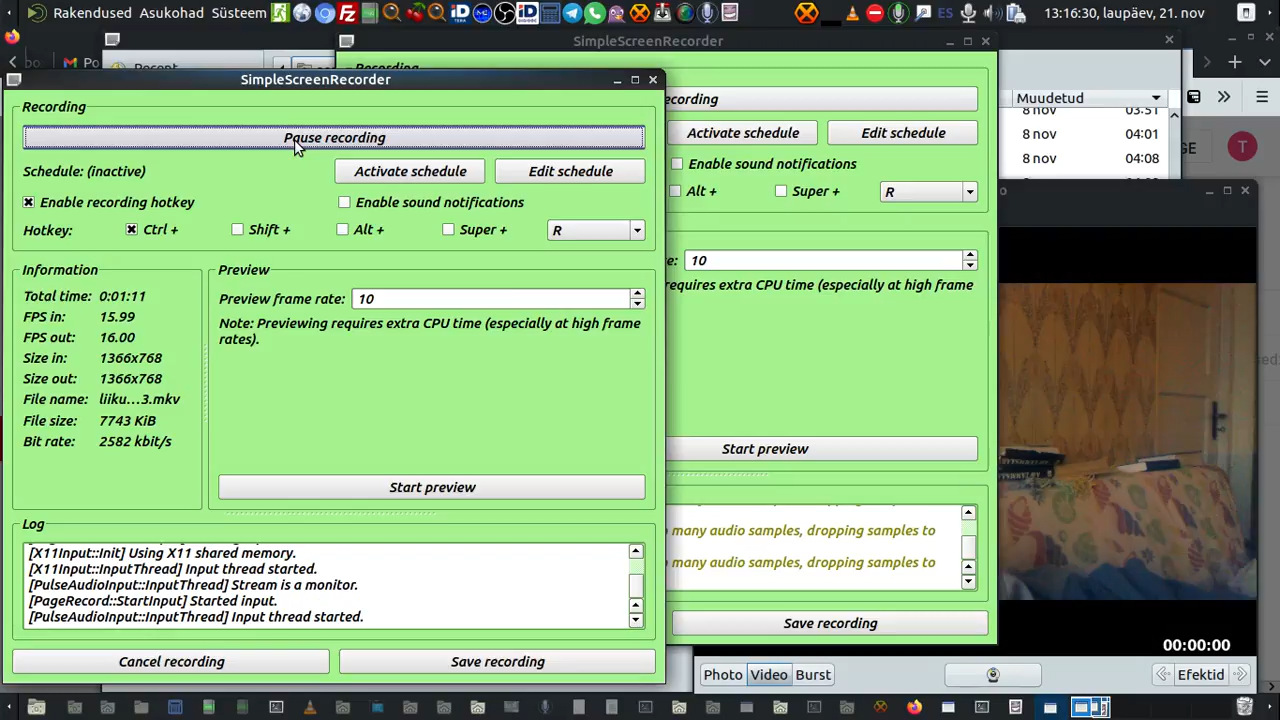 Rakendused Asukohad Süsteem
ES
13:16:30, laupäev, 21. nov
SimpleScreenRecorder
Recent
SimpleScreenRecorder
Recording
Recording
ecording
Pause recording
Muudetud
8 nov 03:51
8 nov 04:01
8 nov 04:08
Schedule: (inactive)
Activate schedule
Edit schedule
Activate schedule
Edit schedule
Enable recording hotkey
Enable sound notifications
Enable sound notifications
Hotkey:
Ctrl +
Shift +
Alt +
Super +
R
Alt +
Super +
R
T
Information
Total time: 0:01:11
FPS in: 15.99
FPS out: 16.00
Size in: 1366x768
Size out: 1366x768
File name: liiku...3.mkv
File size: 7743 KiB
Bit rate: 2582 kbit/s
Preview
Preview frame rate: 10
Note: Previewing requires extra CPU time (especially at high frame
rates).
Start preview
e: 10
requires extra CPU time (especially at high frame
Start preview
Log
[X11Input::Init] Using X11 shared memory.
[X11Input::InputThread] Input thread started.
[PulseAudioInput::InputThread] Stream is a monitor.
[PageRecord::StartInput] Started input.
[PulseAudioInput::InputThread] Input thread started.
many audio samples, dropping samples to
many audio samples, dropping samples to
Cancel recording
Save recording
Save recording
00:00:00
Photo Video Burst
Efektid